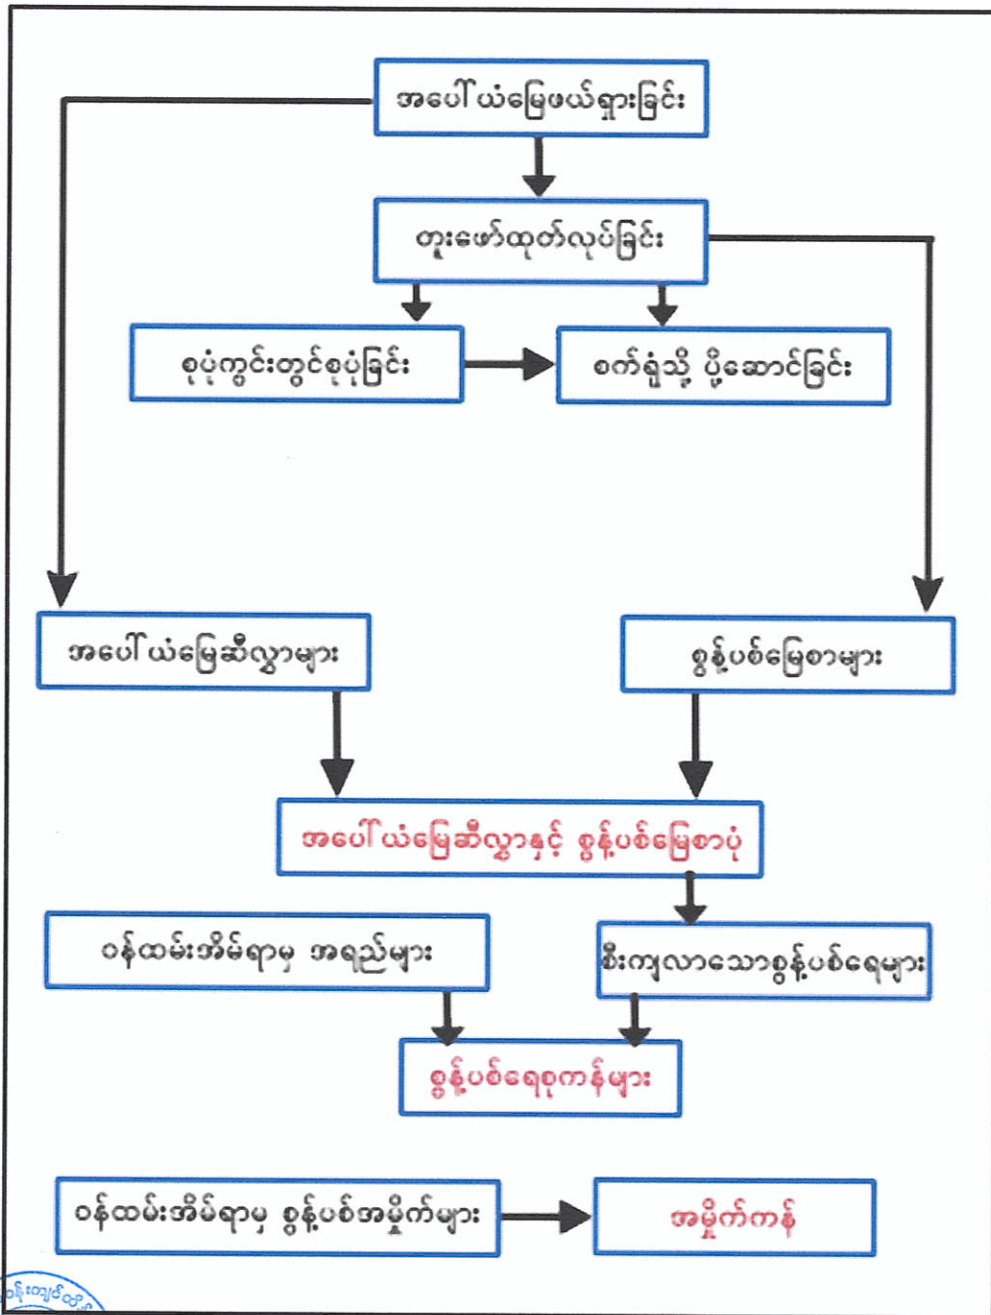 အပေါ်ယံမြေဖယ်ရှားခြင်း
တူးဖော်ထုတ်လုပ်ခြင်း
စုပုံကွင်းတွင်စုပုံခြင်း
စက်ရုံသို့ ပို့ဆောင်ခြင်း
အပေါ်ယံမြေဆီလွှာများ
စွန့်ပစ်မြေစာများ
အပေါ်ယံမြေဆီလွှာနှင့် စွန့်ပစ်မြေစာပုံ
ဝန်ထမ်းအိမ်ရာမှ အရည်များ
စီးကျလာသောစွန့်ပစ်ရေများ
စွန့်ပစ်ရေစုကန်များ
ဝန်ထမ်းအိမ်ရာမှ စွန့်ပစ်အမှိုက်များ
အမှိုက်ကန်